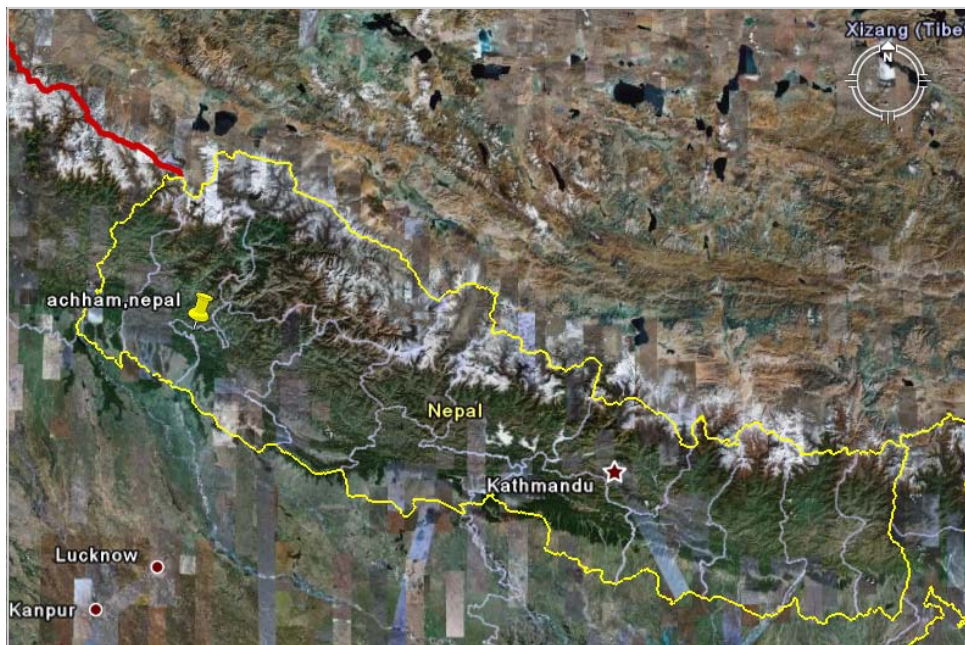 Xizang (Tibe
N
achham,nepal
Nepal
Kathmandu
Lucknow
Kanpur